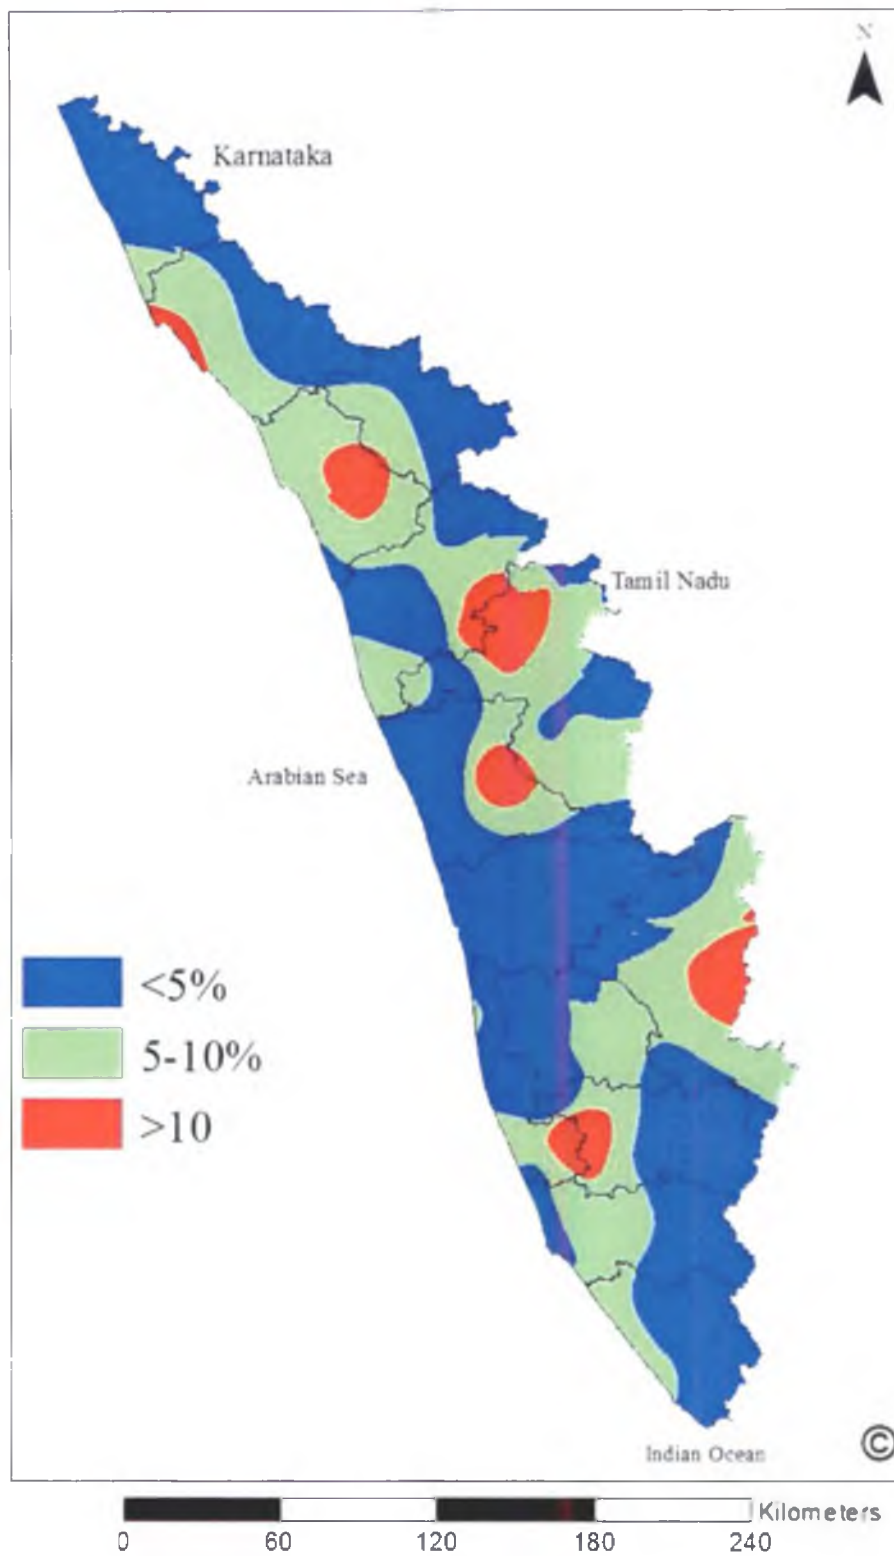 N
Karnataka
Tamil Nadu
Arabian Sea
<5%
5-10%
>10
Indian Ocean
©
Kilometers
0 60 120 180 240